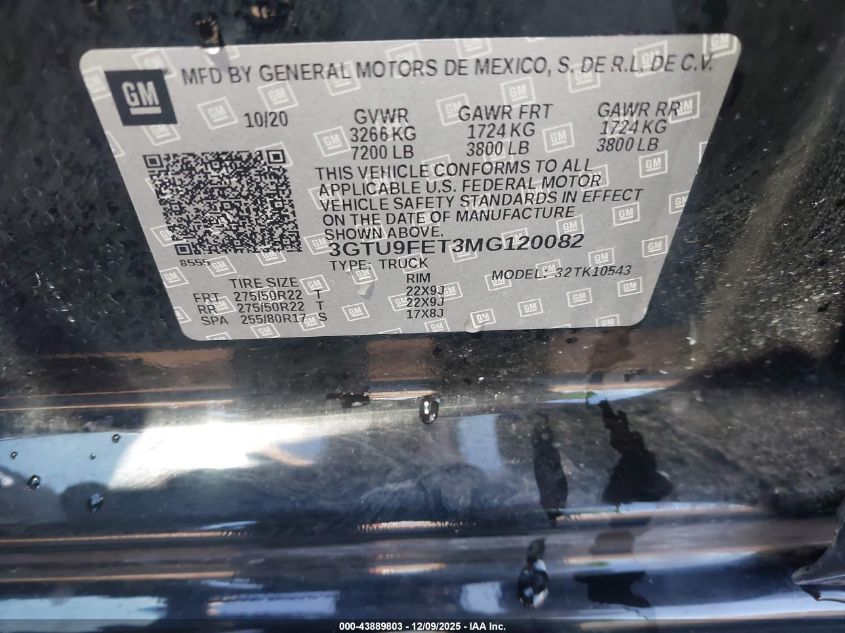 GM MFD BY GENERAL MOTORS DE MEXICO, S. DE R.L. DE C.V.
10/20 GVWR GAWR FRT GAWR RR
3266 KG 1724 KG 1724 KG
7200 LB 3800 LB 3800 LB
THIS VEHICLE CONFORMS TO ALL
APPLICABLE U.S. FEDERAL MOTOR
VEHICLE SAFETY STANDARDS IN EFFECT
ON THE DATE OF MANUFACTURE
SHOWN ABOVE.
3GTU9FET3MG120082
8555 TYPE: TRUCK MODEL: 32TK10543
TIRE SIZE RIM
FRT 275/50R22 T 22X9J
RR 275/50R22 T 22X9J
SPA 255/80R17 S 17X8J
000-43889803 / 12/09/2025 - IAA Inc.